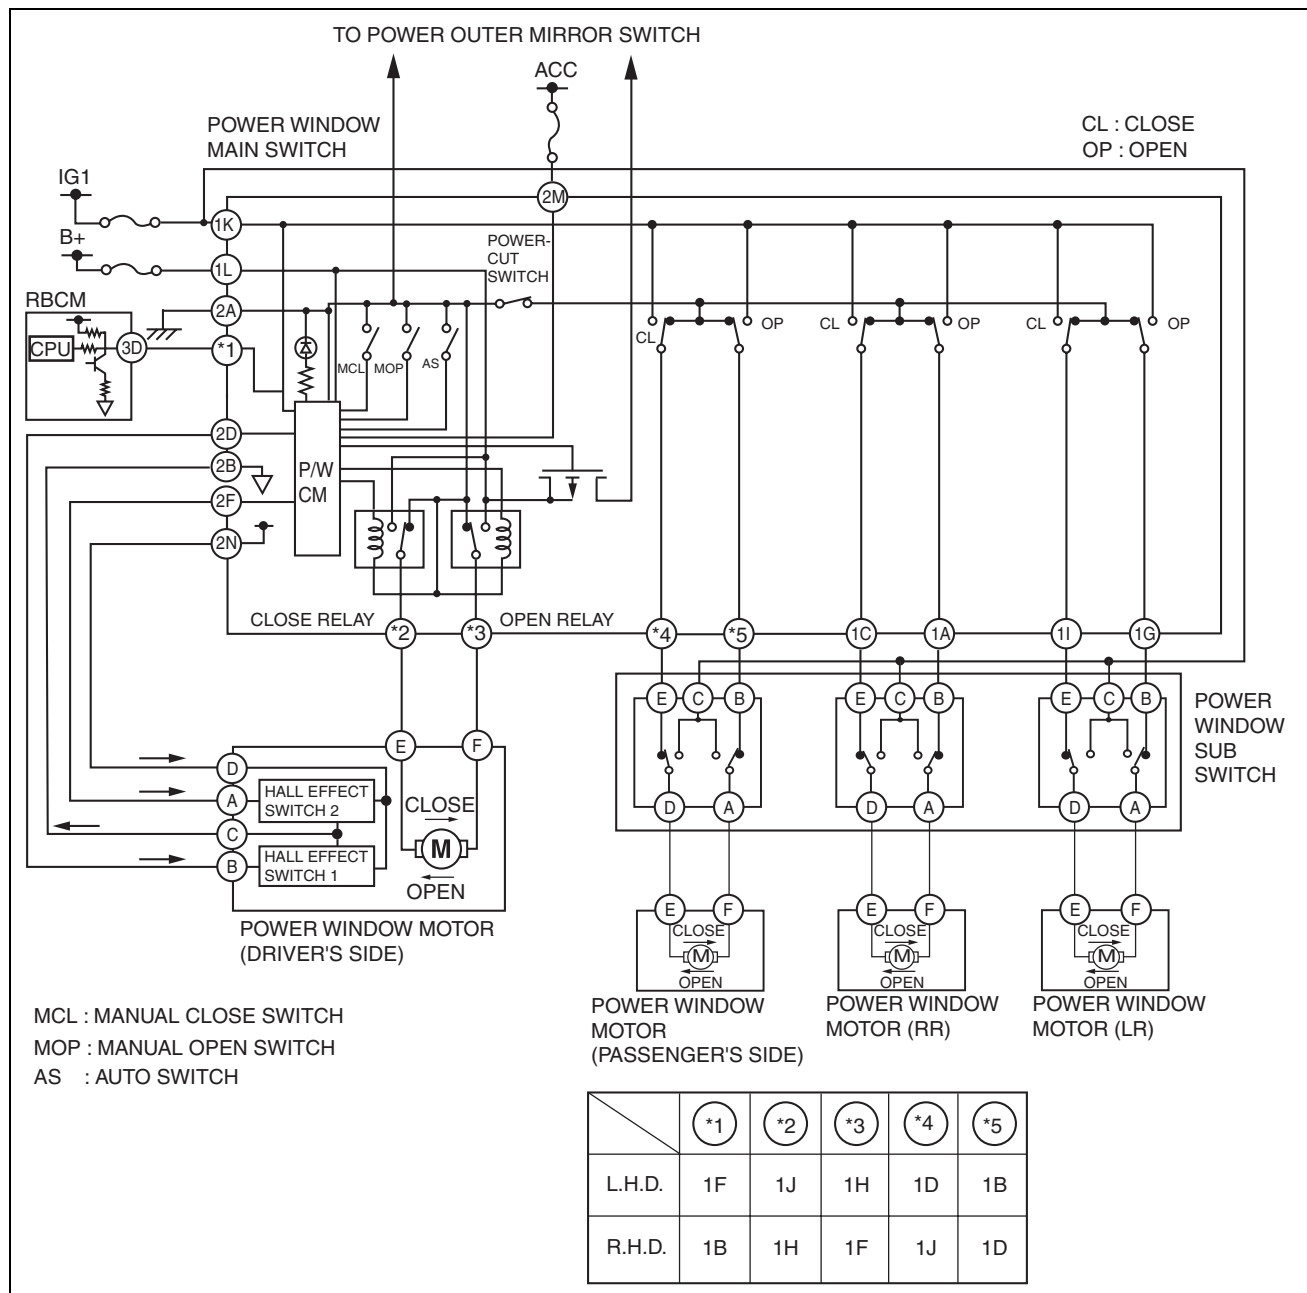 TO POWER OUTER MIRROR SWITCH
ACC
POWER WINDOW
MAIN SWITCH
CL : CLOSE
OP : OPEN
IG1
2M
1K
B+
POWER-
CUT
SWITCH
1L
RBCM
2A
CL
OP
CL
OP
CL
OP
CPU
3D
*1
MCL
MOP
AS
2D
2B
P/W
CM
2F
2N
CLOSE RELAY
*2
*3
OPEN RELAY
*4
*5
1C
1A
1I
1G
E
C
B
E
C
B
E
C
B
POWER
WINDOW
SUB
SWITCH
E
F
D
HALL EFFECT
SWITCH 2
A
CLOSE
D
A
D
A
D
A
C
M
HALL EFFECT
SWITCH 1
B
OPEN
POWER WINDOW MOTOR
(DRIVER'S SIDE)
E
F
E
F
E
F
CLOSE
CLOSE
CLOSE
M
M
M
OPEN
OPEN
OPEN
POWER WINDOW
MOTOR
(PASSENGER'S SIDE)
POWER WINDOW
MOTOR (RR)
POWER WINDOW
MOTOR (LR)
MCL : MANUAL CLOSE SWITCH
MOP : MANUAL OPEN SWITCH
AS : AUTO SWITCH
*1 *2 *3 *4 *5
L.H.D. 1F 1J 1H 1D 1B
R.H.D. 1B 1H 1F 1J 1D